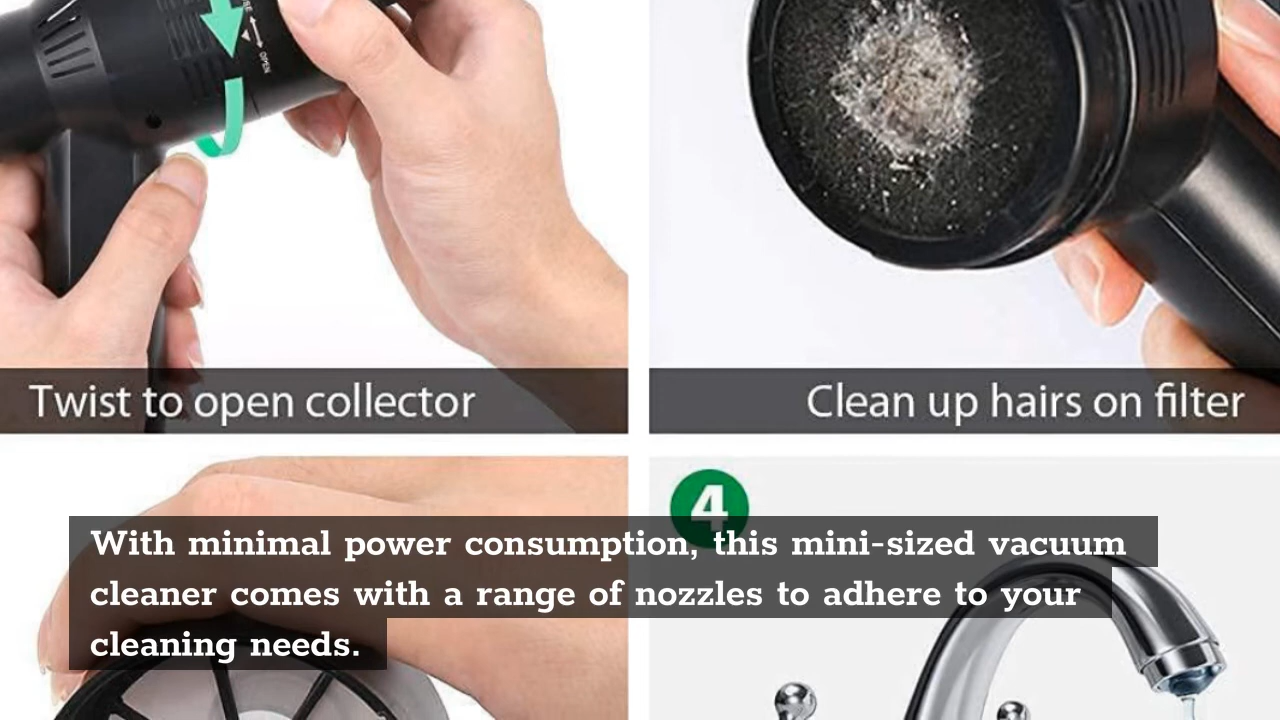 OPEN
Twist to open collector
Clean up hairs on filter
4
With minimal power consumption, this mini-sized vacuum
cleaner comes with a range of nozzles to adhere to your
cleaning needs.